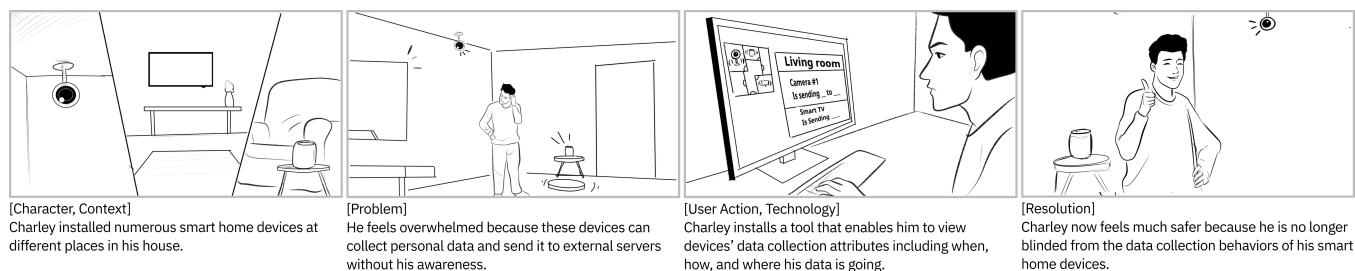 Living room
Camera #1
Is sending _ to _
Smart TV
Is Sending __
[Character, Context]
Charley installed numerous smart home devices at
different places in his house.
[Problem]
He feels overwhelmed because these devices can
collect personal data and send it to external servers
without his awareness.
[User Action, Technology]
Charley installs a tool that enables him to view
devices’ data collection attributes including when,
how, and where his data is going.
[Resolution]
Charley now feels much safer because he is no longer
blinded from the data collection behaviors of his smart
home devices.